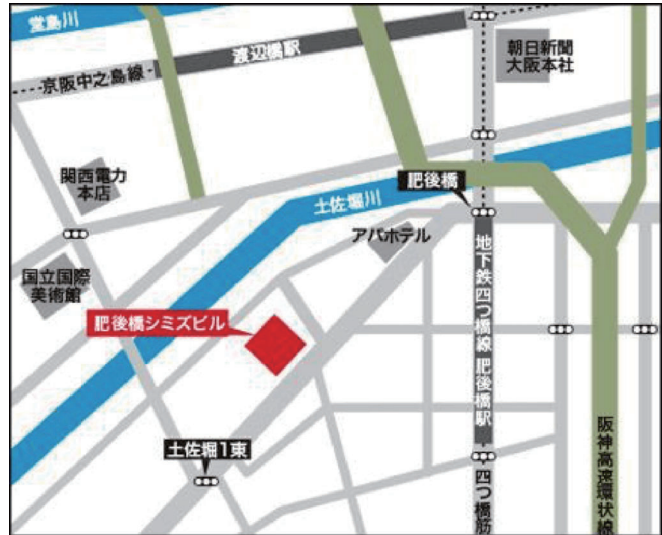 堂島川
渡辺橋駅
朝日新聞
大阪本社
京阪中之島線
関西電力
本店
肥後橋
土佐堀川
アパホテル
国立国際
美術館
肥後橋シミズビル
地下鉄四つ橋線 肥後橋駅
土佐堀1東
阪神高速環状線
四つ橋筋